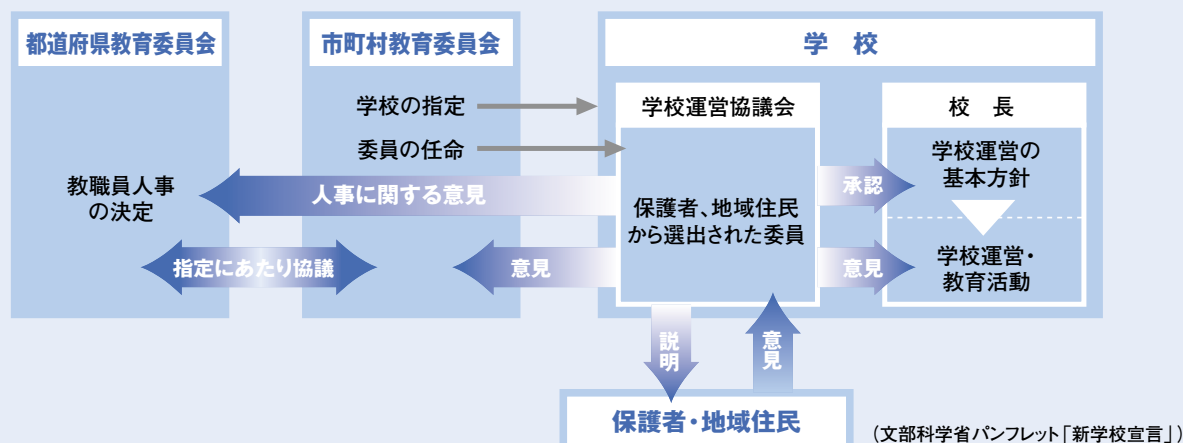 都道府県教育委員会
市町村教育委員会
学 校
学校の指定
委員の任命
教職員人事
の決定
人事に関する意見
指定にあたり協議
意見
学校運営協議会
保護者、地域住民
から選出された委員
承認
意見
校 長
学校運営の
基本方針
学校運営・
教育活動
説明
意見
保護者・地域住民
(文部科学省パンフレット「新学校宣言」)